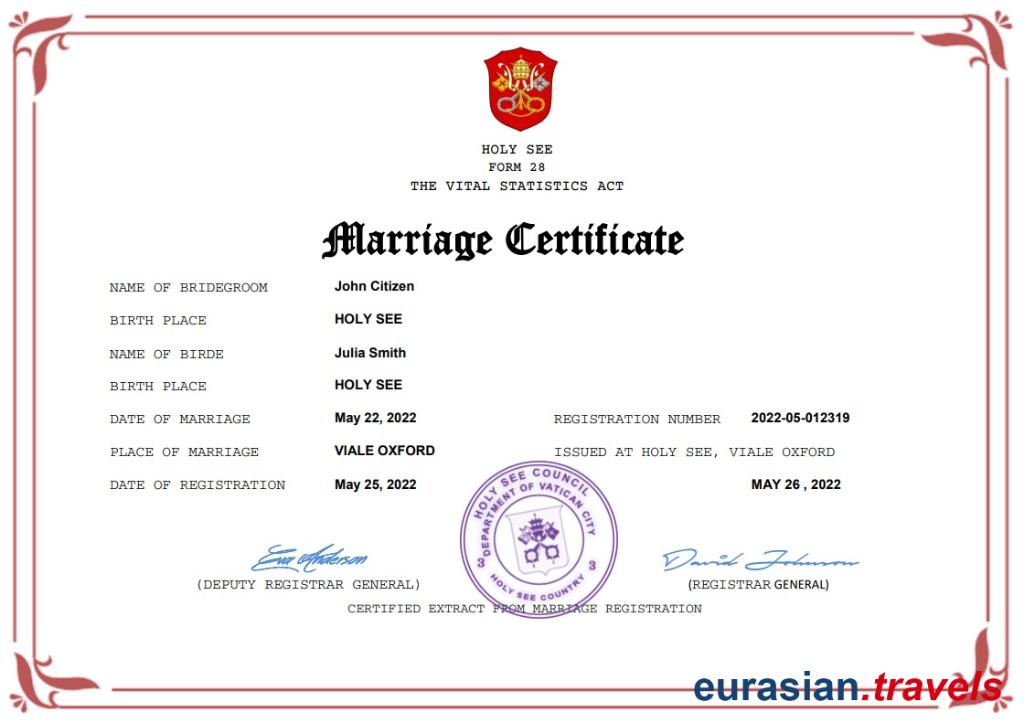 HOLY SEE
FORM 28
THE VITAL STATISTICS ACT
Marriage Certificate
NAME OF BRIDEGROOM John Citizen
BIRTH PLACE HOLY SEE
NAME OF BIRDE Julia Smith
BIRTH PLACE HOLY SEE
DATE OF MARRIAGE May 22, 2022 REGISTRATION NUMBER 2022-05-012319
PLACE OF MARRIAGE VIALE OXFORD ISSUED AT HOLY SEE, VIALE OXFORD
DATE OF REGISTRATION May 25, 2022 MAY 26 , 2022
HOLY SEE COUNCIL
DEPARTMENT OF VATICAN CITY
3 3
HOLY SEE COUNTRY
Eva Anderson David Johnson
(DEPUTY REGISTRAR GENERAL) (REGISTRAR GENERAL)
CERTIFIED EXTRACT FROM MARRIAGE REGISTRATION
eurasian.travels